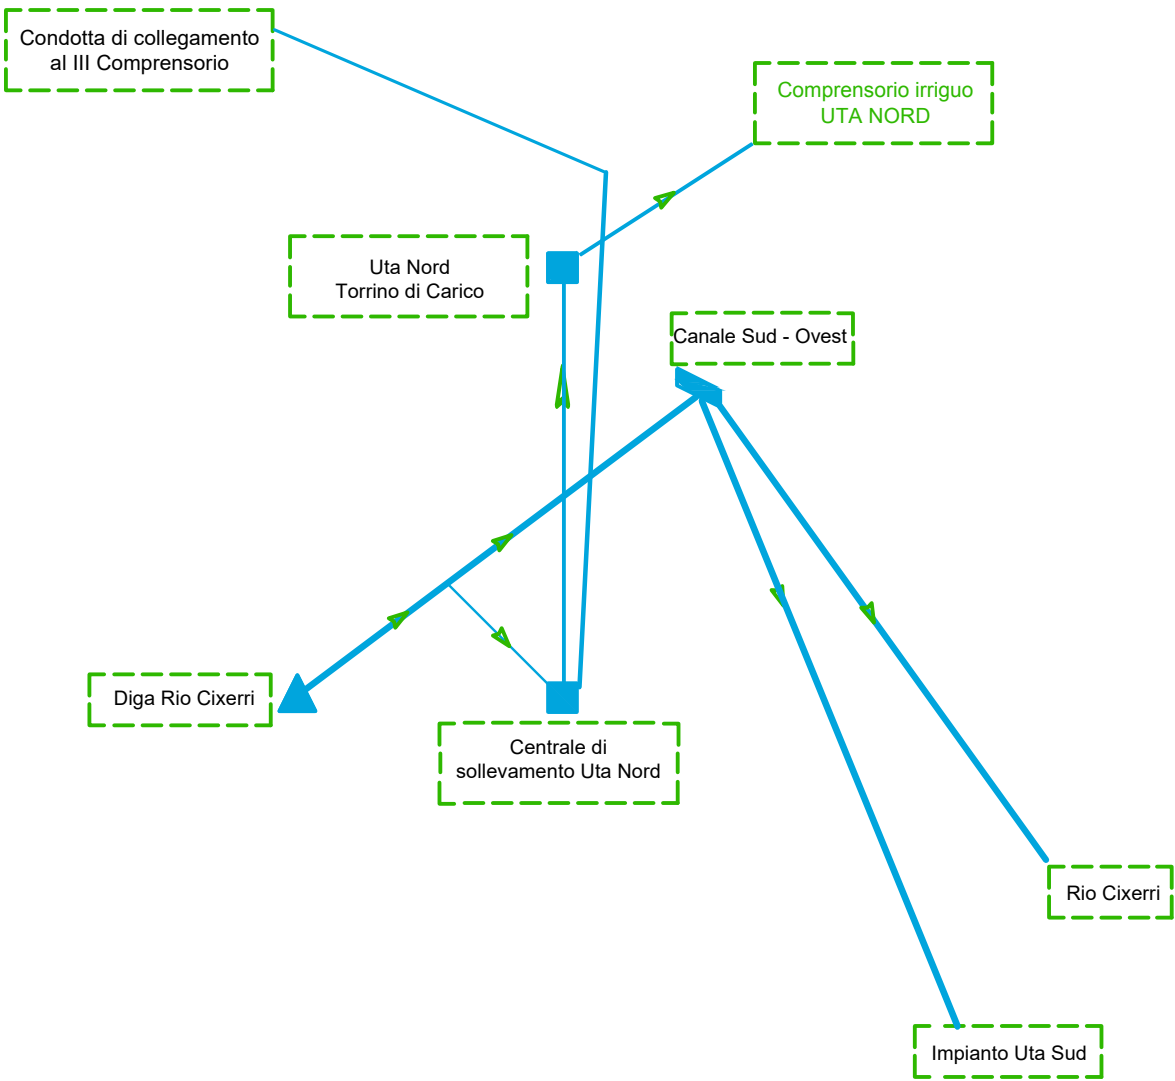 Condotta di collegamento
al III Comprensorio
Comprensorio irriguo
UTA NORD
Uta Nord
Torrino di Carico
Canale Sud - Ovest
Diga Rio Cixerri
Centrale di
sollevamento Uta Nord
Rio Cixerri
Impianto Uta Sud